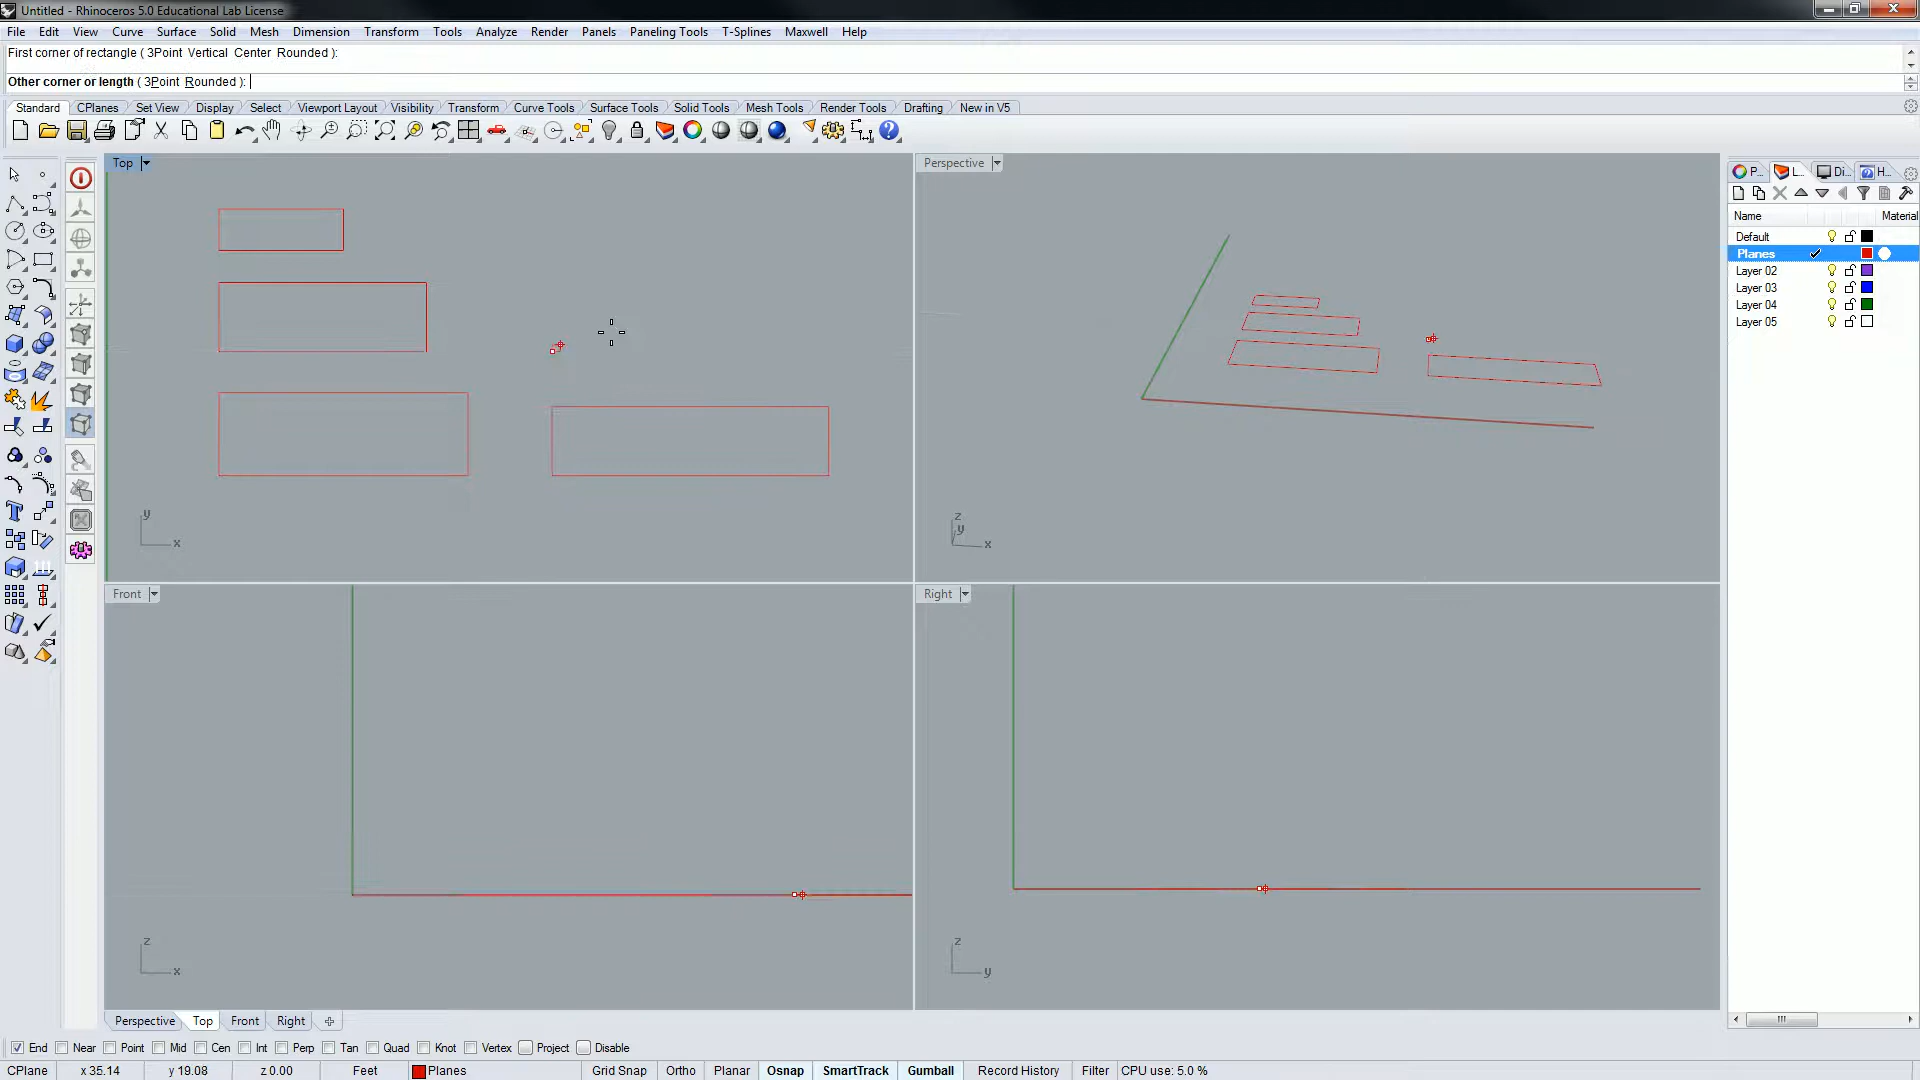 Untitled - Rhinoceros 5.0 Educational Lab License
File Edit View Curve Surface Solid Mesh Dimension Transform Tools Analyze Render Panels Paneling Tools T-Splines Maxwell Help
First corner of rectangle ( 3Point Vertical Center Rounded ):
Other corner or length ( 3Point Rounded ):
Standard CPlanes Set View Display Select Viewport Layout Visibility Transform Curve Tools Surface Tools Solid Tools Mesh Tools Render Tools Drafting New in V5
Top
Perspective
P... L... Di... H...
Name Material
Default
Planes
Layer 02
Layer 03
Layer 04
Layer 05
y
x
z
y
x
Front
Right
z
x
z
y
Perspective Top Front Right
End Near Point Mid Cen Int Perp Tan Quad Knot Vertex Project Disable
CPlane x 35.14 y 19.08 z 0.00 Feet Planes Grid Snap Ortho Planar Osnap SmartTrack Gumball Record History Filter CPU use: 5.0 %